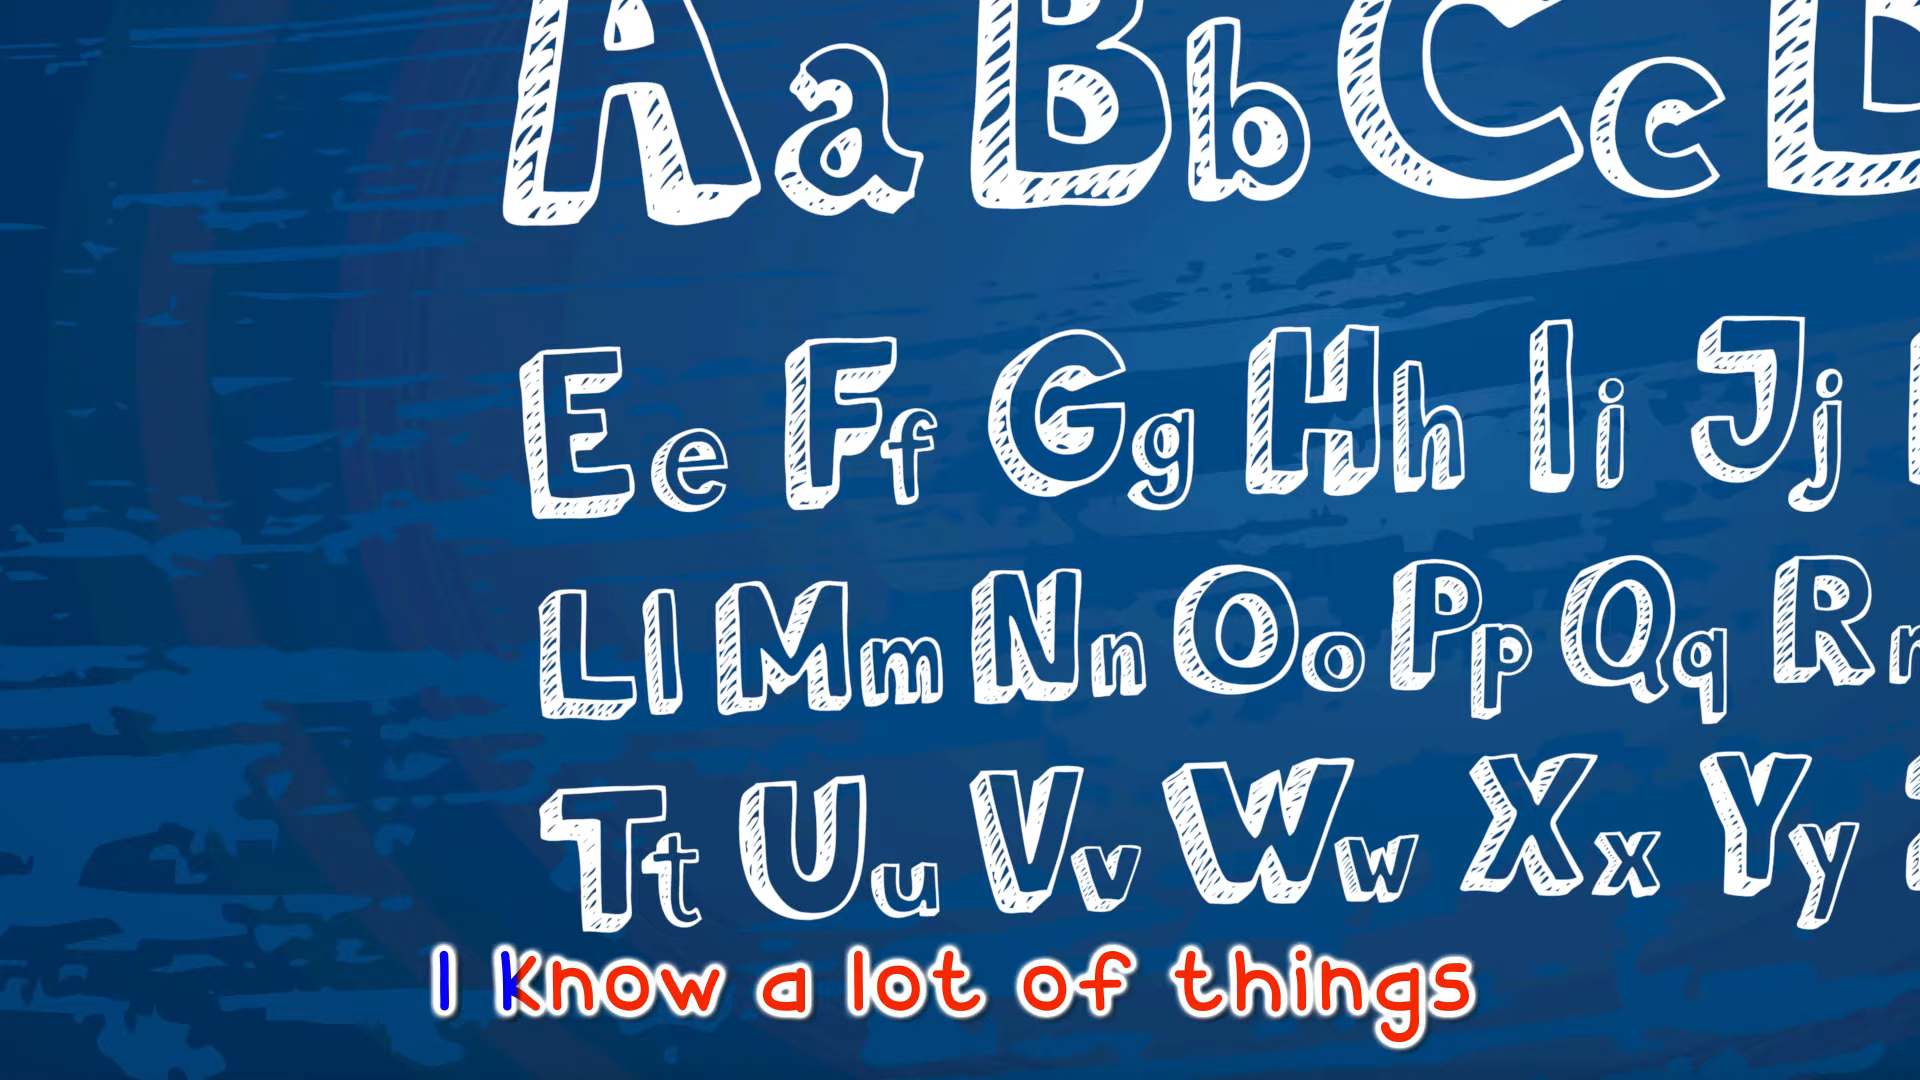 Aa Bb Cc D
Ee Ff Gg Hh Ii Jj
Ll Mm Nn Oo Pp Qq Rr
Tt Uu Vv Ww Xx Yy
I know a lot of things